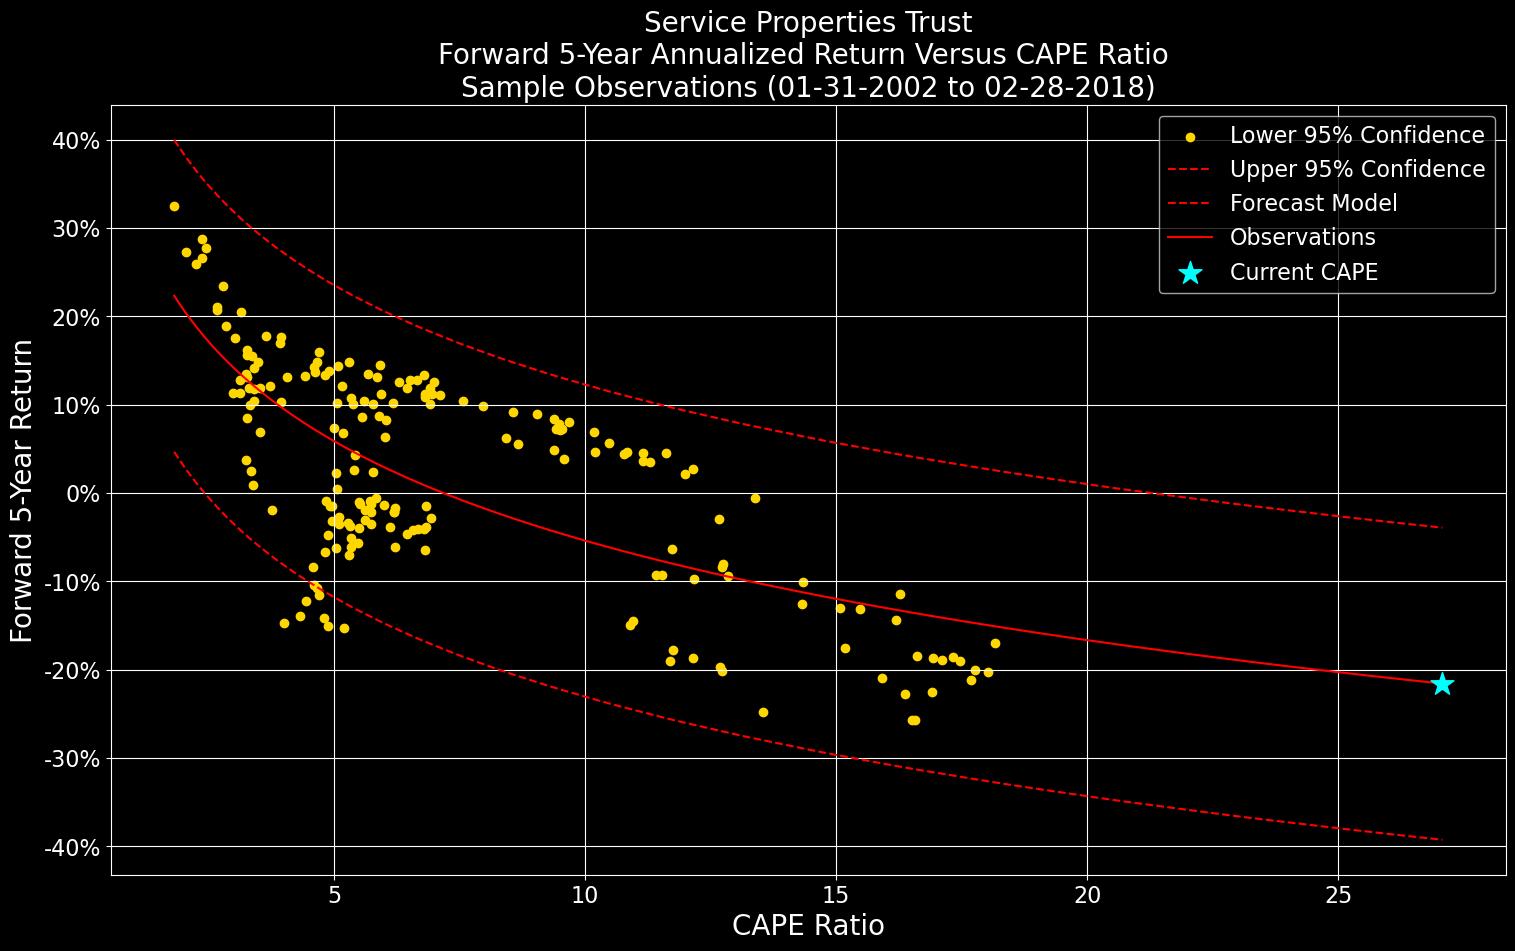 Service Properties Trust
Forward 5-Year Annualized Return Versus CAPE Ratio
Sample Observations (01-31-2002 to 02-28-2018)
Lower 95% Confidence
Upper 95% Confidence
Forecast Model
Observations
Current CAPE
Forward 5-Year Return
40%
30%
20%
10%
0%
-10%
-20%
-30%
-40%
5
10
15
20
25
CAPE Ratio